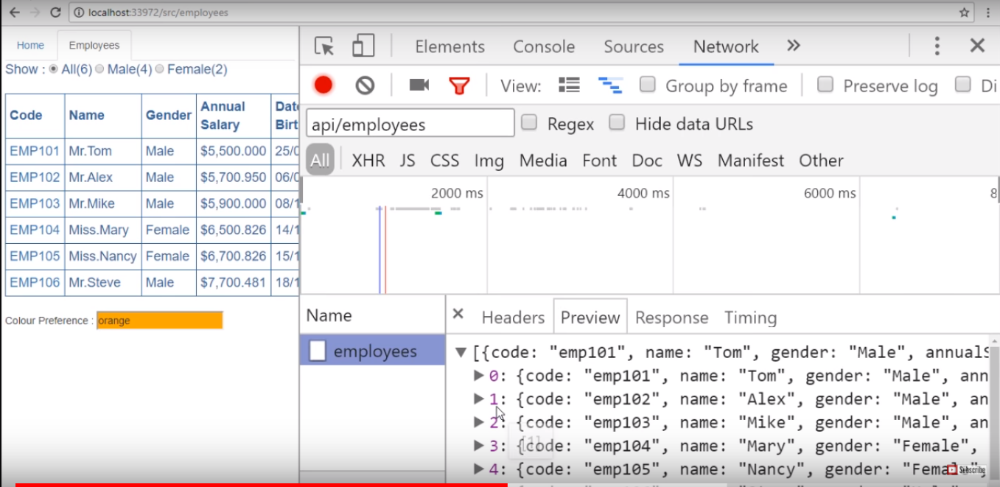 localhost:33972/src/employees
Home Employees
Show : All(6) Male(4) Female(2)
Code Name Gender Annual Salary Date Birt
EMP101 Mr.Tom Male $5,500.000 25/0
EMP102 Mr.Alex Male $5,700.950 06/0
EMP103 Mr.Mike Male $5,900.000 08/1
EMP104 Miss.Mary Female $6,500.826 14/1
EMP105 Miss.Nancy Female $6,700.826 15/1
EMP106 Mr.Steve Male $7,700.481 18/1
Colour Preference : orange
Elements Console Sources Network »
View: Group by frame Preserve log Di
api/employees Regex Hide data URLs
All XHR JS CSS Img Media Font Doc WS Manifest Other
2000 ms 4000 ms 6000 ms 8
Name
employees
× Headers Preview Response Timing
▼[{code: "emp101", name: "Tom", gender: "Male", annualS
▶0: {code: "emp101", name: "Tom", gender: "Male", ann
▶1: {code: "emp102", name: "Alex", gender: "Male", an
▶2: {code: "emp103", name: "Mike", gender: "Male", an
▶3: {code: "emp104", name: "Mary", gender: "Female",
▶4: {code: "emp105", name: "Nancy", gender: "Female",
[1]
Subscribe